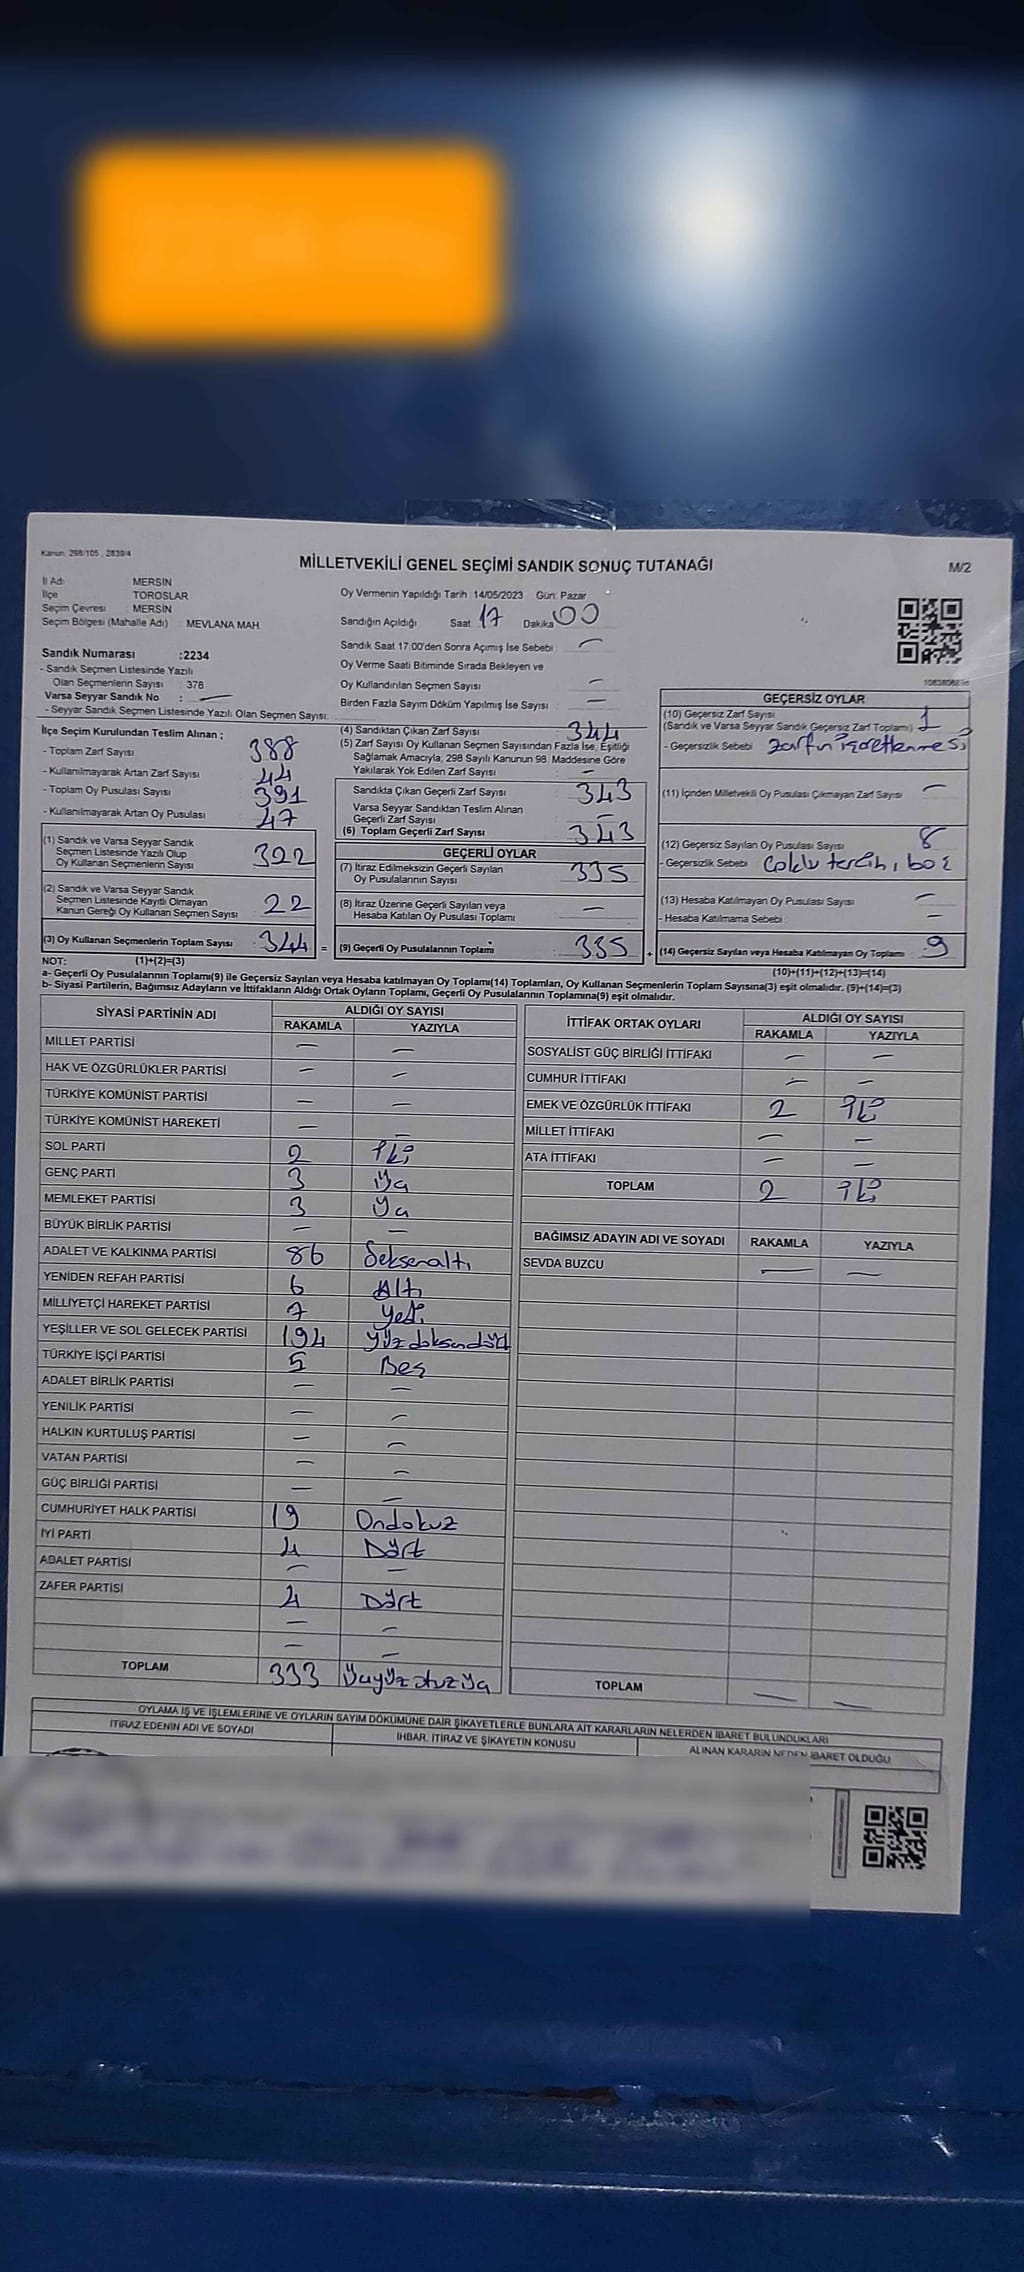 Kanun: 298/105 , 2839/4
MİLLETVEKİLİ GENEL SEÇİMİ SANDIK SONUÇ TUTANAĞI
M/2
İl Adı MERSİN
İlçe TOROSLAR
Seçim Çevresi : MERSİN
Seçim Bölgesi (Mahalle Adı) MEVLANA MAH.
Sandık Numarası :2234
- Sandık Seçmen Listesinde Yazılı
Olan Seçmenlerin Sayısı : 376
Varsa Seyyar Sandık No : —
- Seyyar Sandık Seçmen Listesinde Yazılı Olan Seçmen Sayısı:
Oy Vermenin Yapıldığı Tarih :14/05/2023 Gün: Pazar
Sandığın Açıldığı Saat 17 Dakika 00
Sandık Saat 17:00'den Sonra Açımış İse Sebebi : —
Oy Verme Saati Bitiminde Sırada Bekleyen ve
Oy Kullandırılan Seçmen Sayısı : —
Birden Fazla Sayım Döküm Yapılmış İse Sayısı : —
İlçe Seçim Kurulundan Teslim Alınan ;
- Toplam Zarf Sayısı : 388
- Kullanılmayarak Artan Zarf Sayısı : 44
- Toplam Oy Pusulası Sayısı : 391
- Kullanılmayarak Artan Oy Pusulası : 47
(1) Sandık ve Varsa Seyyar Sandık
Seçmen Listesinde Yazılı Olup
Oy Kullanan Seçmenlerin Sayısı : 322
(2) Sandık ve Varsa Seyyar Sandık
Seçmen Listesinde Kayıtlı Olmayan
Kanun Gereği Oy Kullanan Seçmen Sayısı : 22
(3) Oy Kullanan Seçmenlerin Toplam Sayısı : 344 =
(4) Sandıktan Çıkan Zarf Sayısı : 344
(5) Zarf Sayısı Oy Kullanan Seçmen Sayısından Fazla İse, Eşitliği
Sağlamak Amacıyla; 298 Sayılı Kanunun 98. Maddesine Göre
Yakılarak Yok Edilen Zarf Sayısı : —
Sandıkta Çıkan Geçerli Zarf Sayısı : 343
Varsa Seyyar Sandıktan Teslim Alınan
Geçerli Zarf Sayısı : —
(6) Toplam Geçerli Zarf Sayısı : 343
GEÇERLİ OYLAR
(7) İtiraz Edilmeksizin Geçerli Sayılan
Oy Pusulalarının Sayısı : 335
(8) İtiraz Üzerine Geçerli Sayılan veya
Hesaba Katılan Oy Pusulası Toplamı : —
(9) Geçerli Oy Pusulalarının Toplamı : 335 +
GEÇERSİZ OYLAR
(10) Geçersiz Zarf Sayısı
(Sandık ve Varsa Seyyar Sandık Geçersiz Zarf Toplamı) : 1
- Geçersizlik Sebebi : zarfın işaretlenmesi
(11) İçinden Milletvekili Oy Pusulası Çıkmayan Zarf Sayısı : —
(12) Geçersiz Sayılan Oy Pusulası Sayısı : 8
- Geçersizlik Sebebi : çoklu tercih, boş
(13) Hesaba Katılmayan Oy Pusulası Sayısı : —
- Hesaba Katılmama Sebebi : —
(14) Geçersiz Sayılan veya Hesaba Katılmayan Oy Toplamı : 9
NOT: (1)+(2)=(3)
(10)+(11)+(12)+(13)=(14)
a- Geçerli Oy Pusulalarının Toplamı(9) ile Geçersiz Sayılan veya Hesaba katılmayan Oy Toplamı(14) Toplamları, Oy Kullanan Seçmenlerin Toplam Sayısına(3) eşit olmalıdır. (9)+(14)=(3)
b- Siyasi Partilerin, Bağımsız Adayların ve İttifakların Aldığı Ortak Oyların Toplamı, Geçerli Oy Pusulalarının Toplamına(9) eşit olmalıdır.
SİYASİ PARTİNİN ADI ALDIĞI OY SAYISI
RAKAMLA YAZIYLA
MİLLET PARTİSİ — —
HAK VE ÖZGÜRLÜKLER PARTİSİ — —
TÜRKİYE KOMÜNİST PARTİSİ — —
TÜRKİYE KOMÜNİST HAREKETİ — —
SOL PARTİ 2 İki
GENÇ PARTİ 3 Üç
MEMLEKET PARTİSİ 3 Üç
BÜYÜK BİRLİK PARTİSİ — —
ADALET VE KALKINMA PARTİSİ 86 Seksenaltı
YENİDEN REFAH PARTİSİ 6 Altı
MİLLİYETÇİ HAREKET PARTİSİ 7 Yedi
YEŞİLLER VE SOL GELECEK PARTİSİ 194 Yüzdoksandört
TÜRKİYE İŞÇİ PARTİSİ 5 Beş
ADALET BİRLİK PARTİSİ — —
YENİLİK PARTİSİ — —
HALKIN KURTULUŞ PARTİSİ — —
VATAN PARTİSİ — —
GÜÇ BİRLİĞİ PARTİSİ — —
CUMHURİYET HALK PARTİSİ 19 Ondokuz
İYİ PARTİ 4 Dört
ADALET PARTİSİ — —
ZAFER PARTİSİ 4 Dört
— —
— —
TOPLAM 333 Üçyüzotuzüç
İTTİFAK ORTAK OYLARI ALDIĞI OY SAYISI
RAKAMLA YAZIYLA
SOSYALİST GÜÇ BİRLİĞİ İTTİFAKI — —
CUMHUR İTTİFAKI — —
EMEK VE ÖZGÜRLÜK İTTİFAKI 2 İki
MİLLET İTTİFAKI — —
ATA İTTİFAKI — —
TOPLAM 2 İki
BAĞIMSIZ ADAYIN ADI VE SOYADI RAKAMLA YAZIYLA
SEVDA BUZCU — —
TOPLAM — —
OYLAMA İŞ VE İŞLEMLERİNE VE OYLARIN SAYIM DÖKÜMÜNE DAİR ŞİKAYETLERLE BUNLARA AİT KARARLARIN NELERDEN İBARET BULUNDUKLARI
İTİRAZ EDENİN ADI VE SOYADI İHBAR, İTİRAZ VE ŞİKAYETİN KONUSU ALINAN KARARIN NEDEN İBARET OLDUĞU